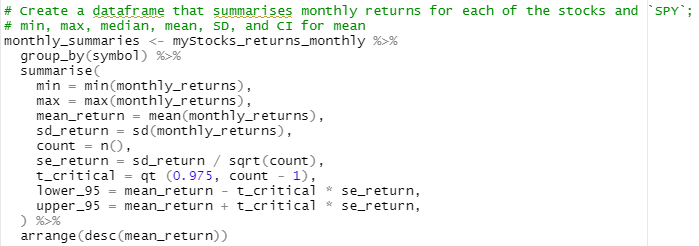 # Create a dataframe that summarises monthly returns for each of the stocks and `SPY`;
# min, max, median, mean, SD, and CI for mean
monthly_summaries <- myStocks_returns_monthly %>%
  group_by(symbol) %>%
  summarise(
    min = min(monthly_returns),
    max = max(monthly_returns),
    mean_return = mean(monthly_returns),
    sd_return = sd(monthly_returns),
    count = n(),
    se_return = sd_return / sqrt(count),
    t_critical = qt (0.975, count - 1),
    lower_95 = mean_return - t_critical * se_return,
    upper_95 = mean_return + t_critical * se_return,
  ) %>%
  arrange(desc(mean_return))